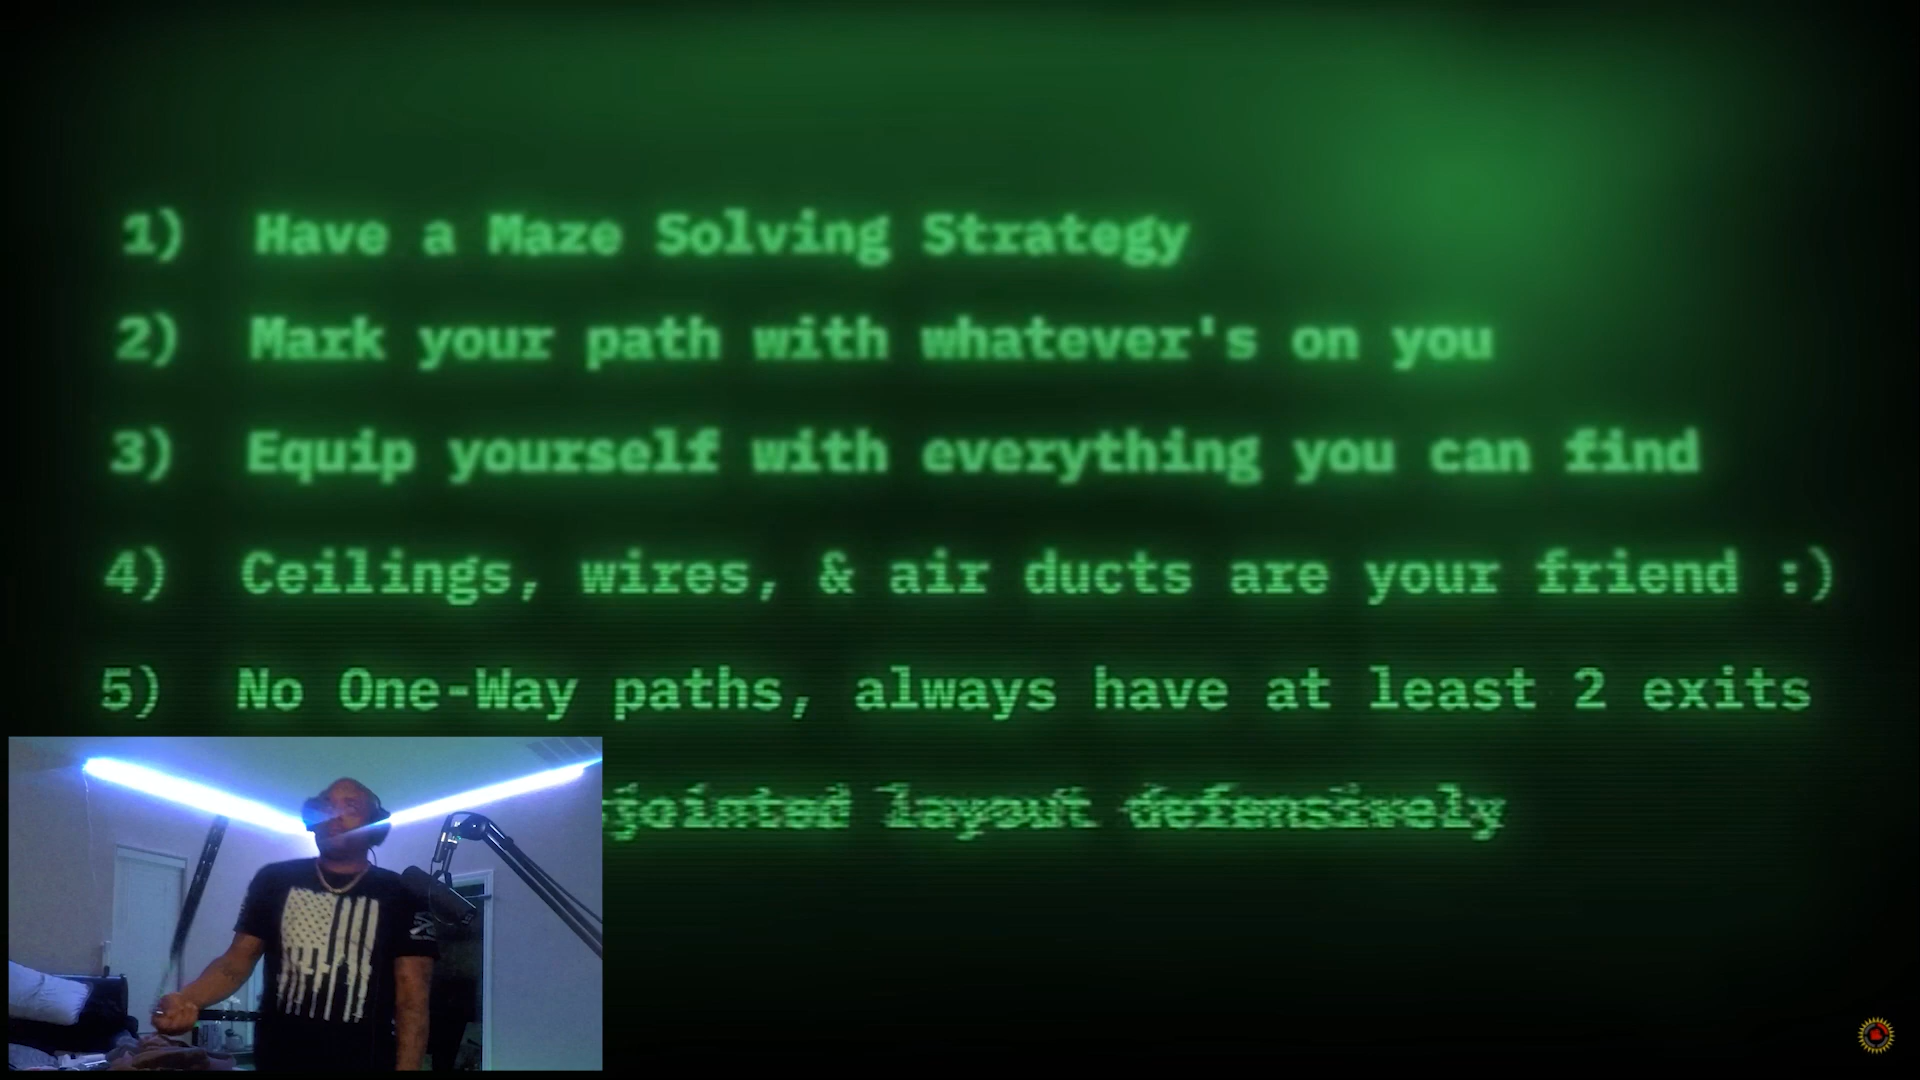 1) Have a Maze Solving Strategy
2) Mark your path with whatever's on you
3) Equip yourself with everything you can find
4) Ceilings, wires, & air ducts are your friend :)
5) No One-Way paths, always have at least 2 exits
jointed layout defensively